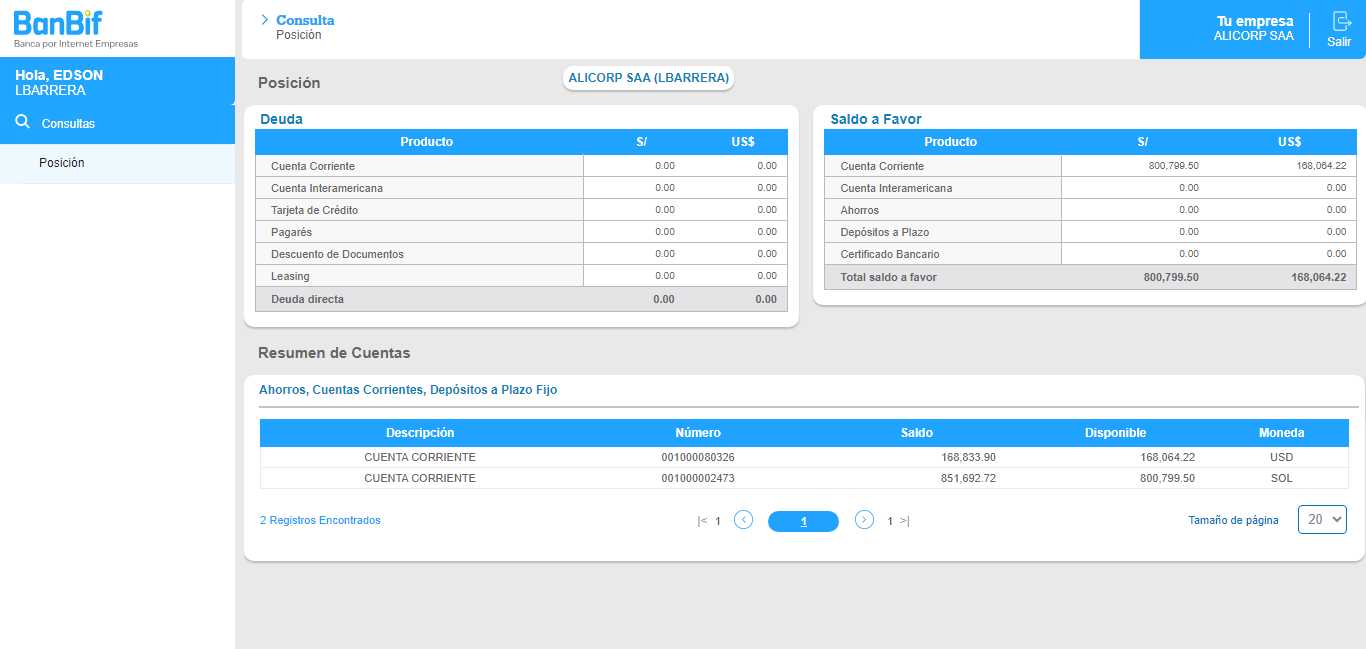 BanBif
Banca por Internet Empresas
Hola, EDSON
LBARRERA
Consultas
Posición
Consulta
Posición
Tu empresa
ALICORP SAA
Salir
Posición
ALICORP SAA (LBARRERA)
Deuda
Producto S/ US$
Cuenta Corriente 0.00 0.00
Cuenta Interamericana 0.00 0.00
Tarjeta de Crédito 0.00 0.00
Pagarés 0.00 0.00
Descuento de Documentos 0.00 0.00
Leasing 0.00 0.00
Deuda directa 0.00 0.00
Saldo a Favor
Producto S/ US$
Cuenta Corriente 800,799.50 168,064.22
Cuenta Interamericana 0.00 0.00
Ahorros 0.00 0.00
Depósitos a Plazo 0.00 0.00
Certificado Bancario 0.00 0.00
Total saldo a favor 800,799.50 168,064.22
Resumen de Cuentas
Ahorros, Cuentas Corrientes, Depósitos a Plazo Fijo
Descripción Número Saldo Disponible Moneda
CUENTA CORRIENTE 001000080326 168,833.90 168,064.22 USD
CUENTA CORRIENTE 001000002473 851,692.72 800,799.50 SOL
2 Registros Encontrados |< 1 < 1 > 1 >| Tamaño de página 20